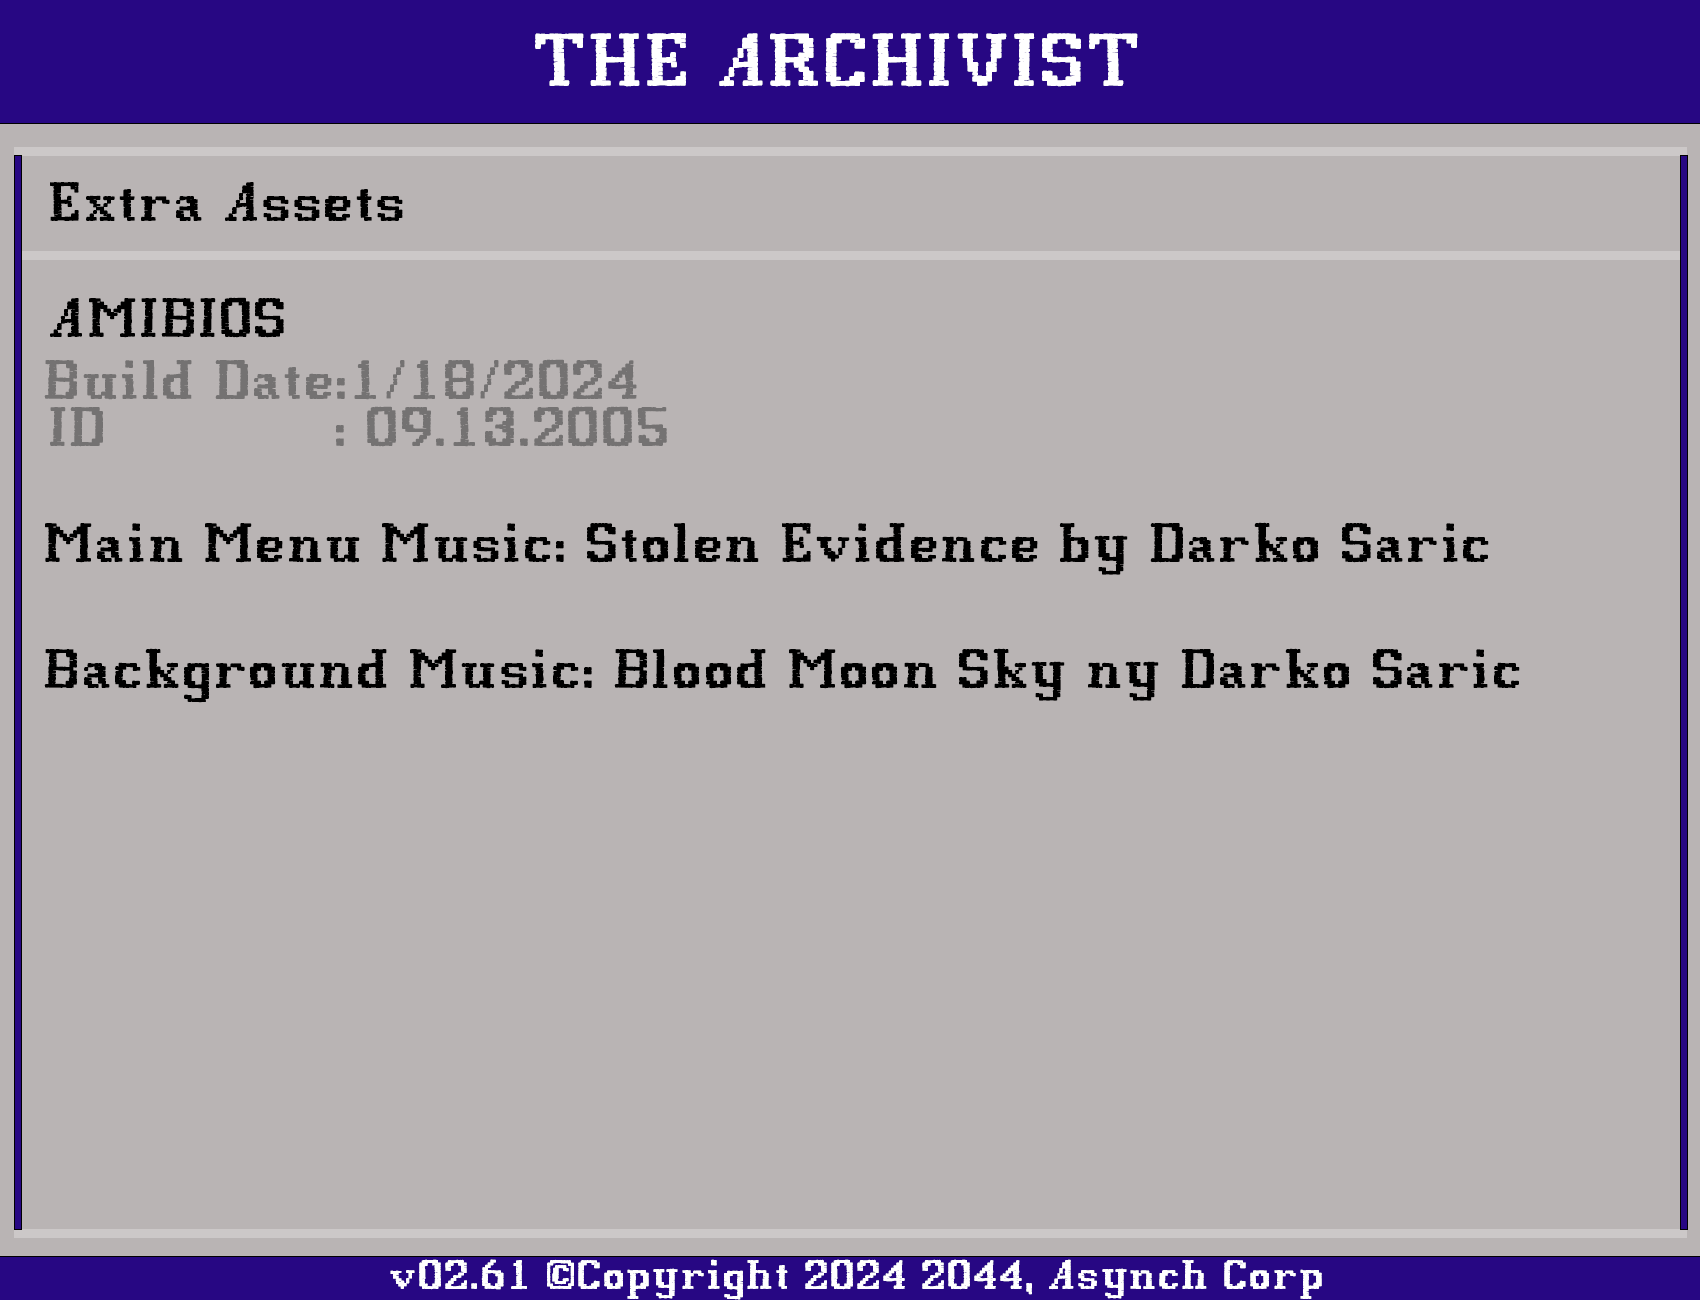 THE ARCHIVIST
Extra Assets
AMIBIOS
Build Date:1/18/2024
ID : 09.13.2005
Main Menu Music: Stolen Evidence by Darko Saric
Background Music: Blood Moon Sky ny Darko Saric
v02.61 ©Copyright 2024 2044, Asynch Corp